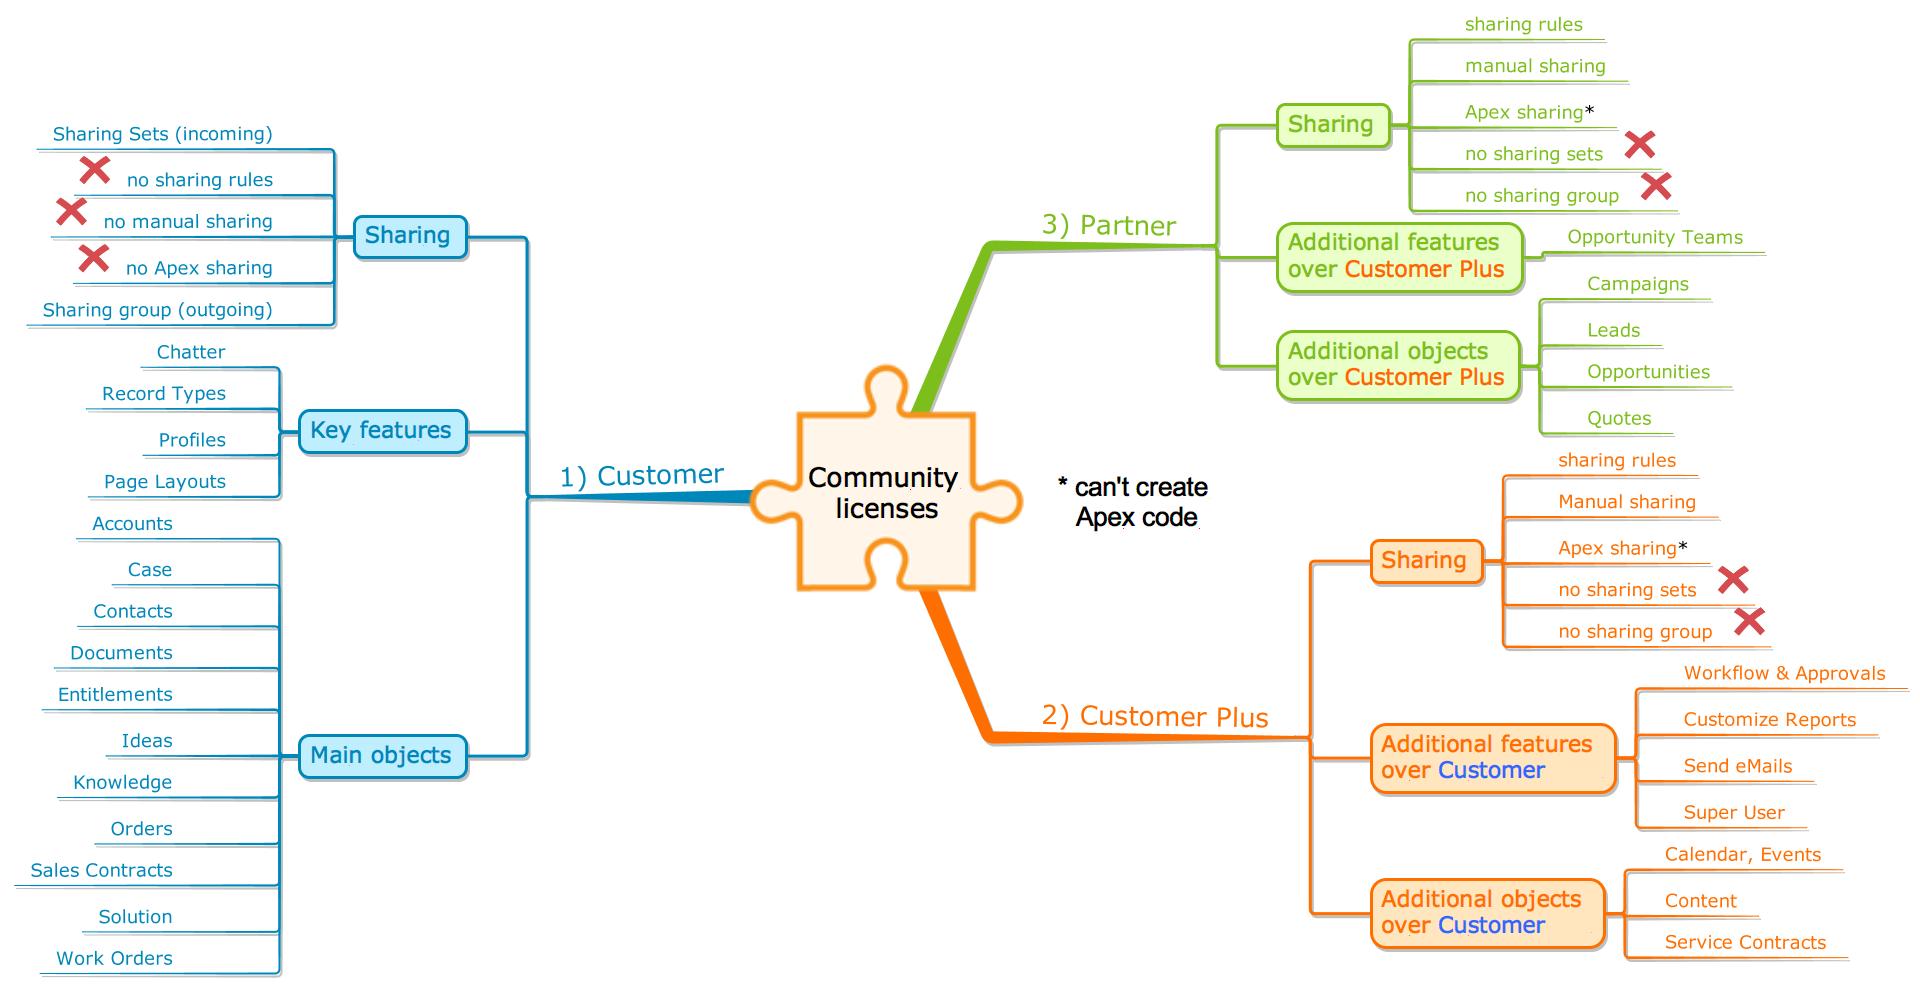 Community
licenses
* can't create
Apex code
1) Customer
Sharing
Sharing Sets (incoming)
no sharing rules
no manual sharing
no Apex sharing
Sharing group (outgoing)
Key features
Chatter
Record Types
Profiles
Page Layouts
Main objects
Accounts
Case
Contacts
Documents
Entitlements
Ideas
Knowledge
Orders
Sales Contracts
Solution
Work Orders
3) Partner
Sharing
sharing rules
manual sharing
Apex sharing*
no sharing sets
no sharing group
Additional features
over Customer Plus
Opportunity Teams
Additional objects
over Customer Plus
Campaigns
Leads
Opportunities
Quotes
2) Customer Plus
Sharing
sharing rules
Manual sharing
Apex sharing*
no sharing sets
no sharing group
Additional features
over Customer
Workflow & Approvals
Customize Reports
Send eMails
Super User
Additional objects
over Customer
Calendar, Events
Content
Service Contracts